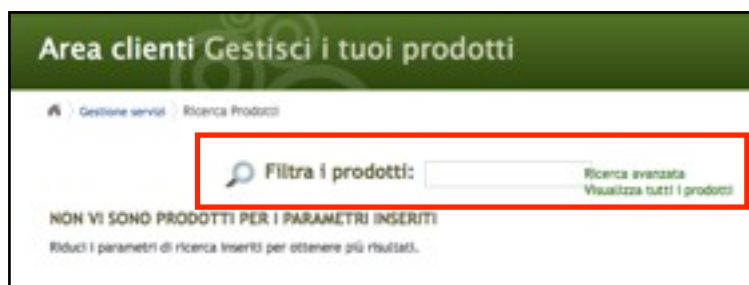 Area clienti Gestisci i tuoi prodotti
Gestione servizi Ricerca Prodotti
Filtra i prodotti:
Ricerca avanzata
Visualizza tutti i prodotti
NON VI SONO PRODOTTI PER I PARAMETRI INSERITI
Riduci i parametri di ricerca inseriti per ottenere più risultati.